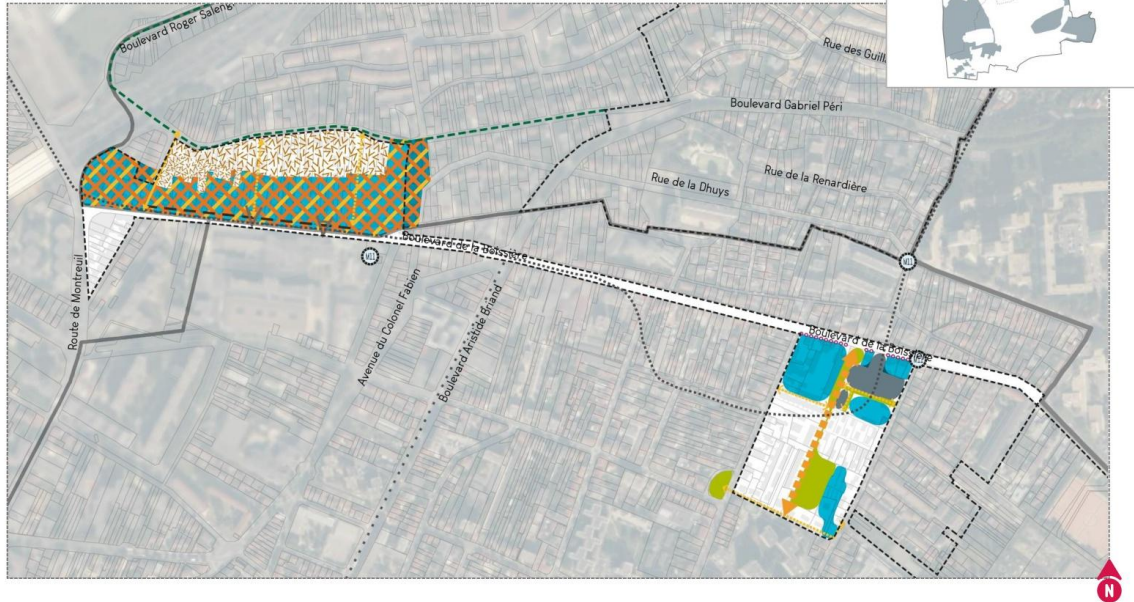 Boulevard Roger Saleng
Rue des Guill
Boulevard Gabriel Péri
Rue de la Renardière
Rue de la Dhuys
Boulevard de la Boissière
M11
M11
Avenue du Colonel Fabien
Boulevard Aristide Briand
Route de Montreuil
Boulevard de la Boissière
N